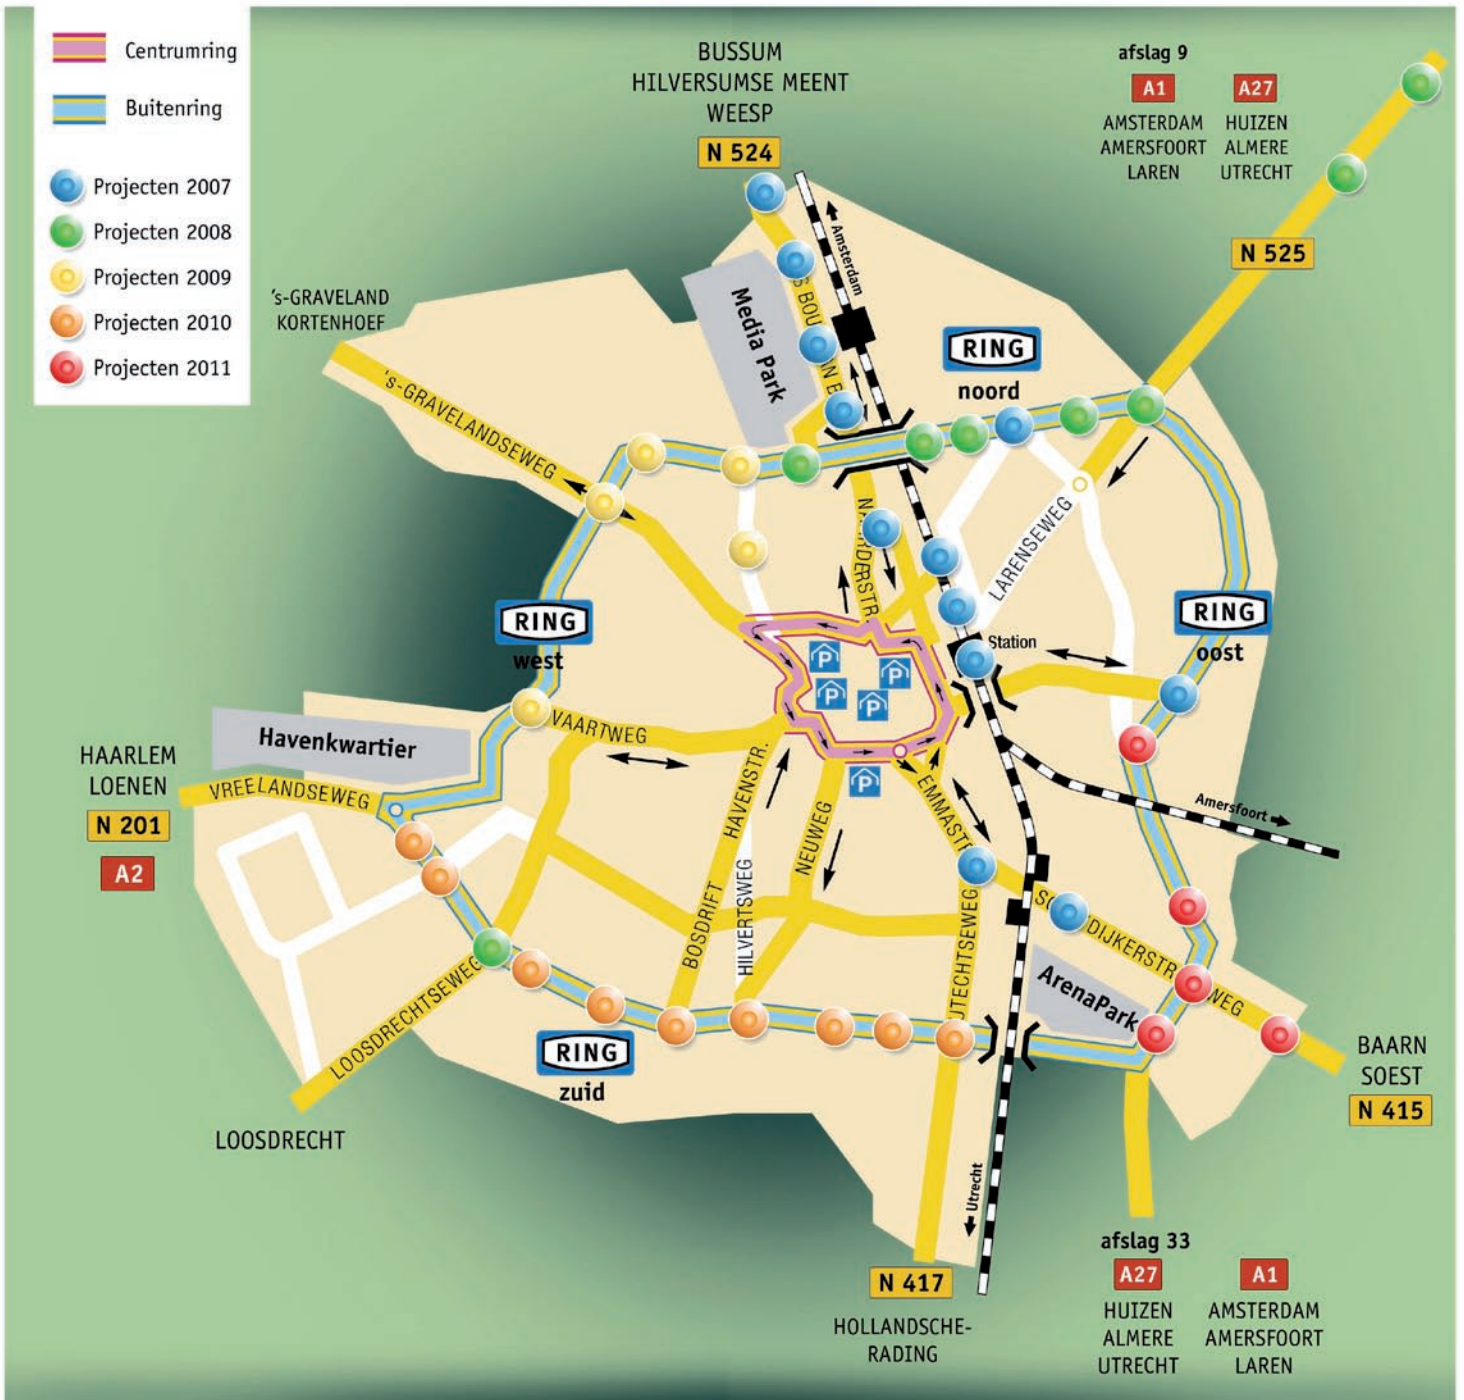 Centrumring
Buitenring
Projecten 2007
Projecten 2008
Projecten 2009
Projecten 2010
Projecten 2011
BUSSUM
HILVERSUMSE MEENT
WEESP
N 524
afslag 9
A1
A27
AMSTERDAM
AMERSFOORT
LAREN
HUIZEN
ALMERE
UTRECHT
N 525
's-GRAVELAND
KORTENHOEF
's-GRAVELANDSEWEG
Media Park
Amsterdam
RING
noord
LARENSEWEG
RING
west
RING
oost
Station
P
P
P
P
P
Havenkwartier
VAARTWEG
HAARLEM
LOENEN
N 201
A2
VREELANDSEWEG
HAVENSTR.
BOSDRIFT
HILVERTSWEG
NEUWEG
Amersfoort
ArenaPark
WEG
LOOSDRECHTSEWEG
RING
zuid
LOOSDRECHT
BAARN
SOEST
N 415
Utrecht
N 417
HOLLANDSCHE-
RADING
afslag 33
A27
A1
HUIZEN
ALMERE
UTRECHT
AMSTERDAM
AMERSFOORT
LAREN